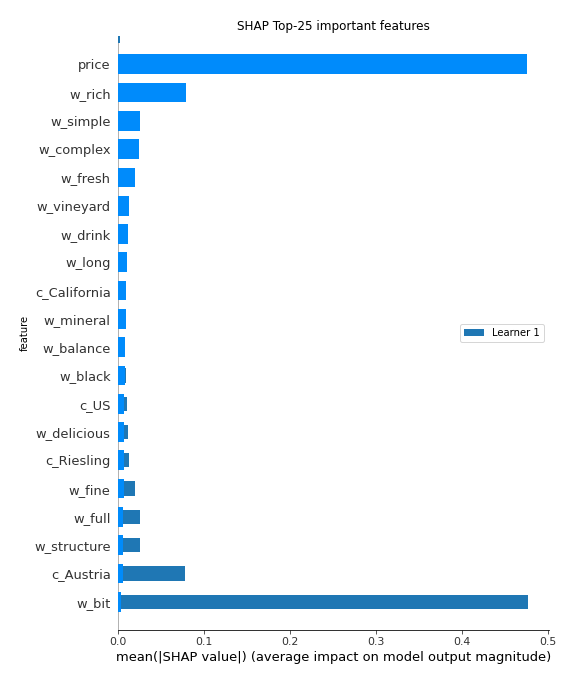 SHAP Top-25 important features
price
w_rich
w_simple
w_complex
w_fresh
w_vineyard
w_drink
w_long
c_California
w_mineral
w_balance
w_black
c_US
w_delicious
c_Riesling
w_fine
w_full
w_structure
c_Austria
w_bit
feature
Learner 1
0.0 0.1 0.2 0.3 0.4 0.5
mean(|SHAP value|) (average impact on model output magnitude)